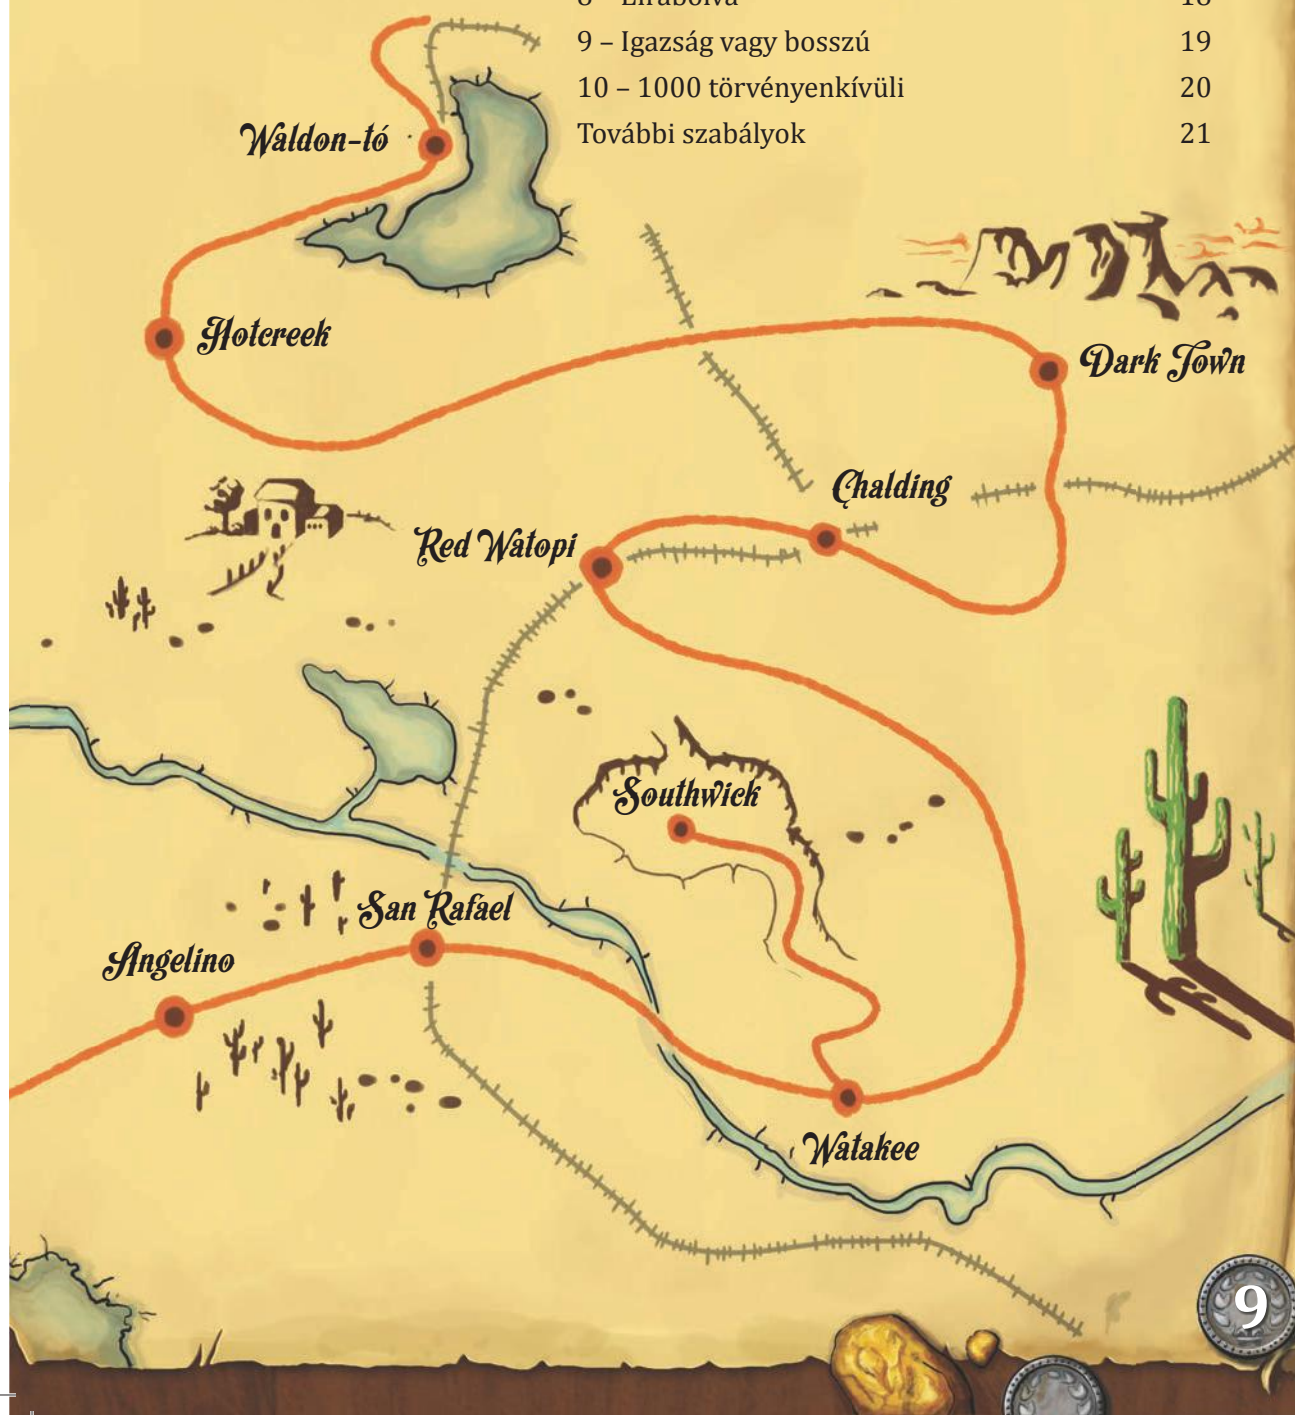 9 – Igazság vagy bosszú 19
10 – 1000 törvényenkívüli 20
További szabályok 21
Waldon-tó
Hotcreek
Dark Town
Chalding
Red Watopi
Southwick
San Rafael
Angelino
Watakee
9